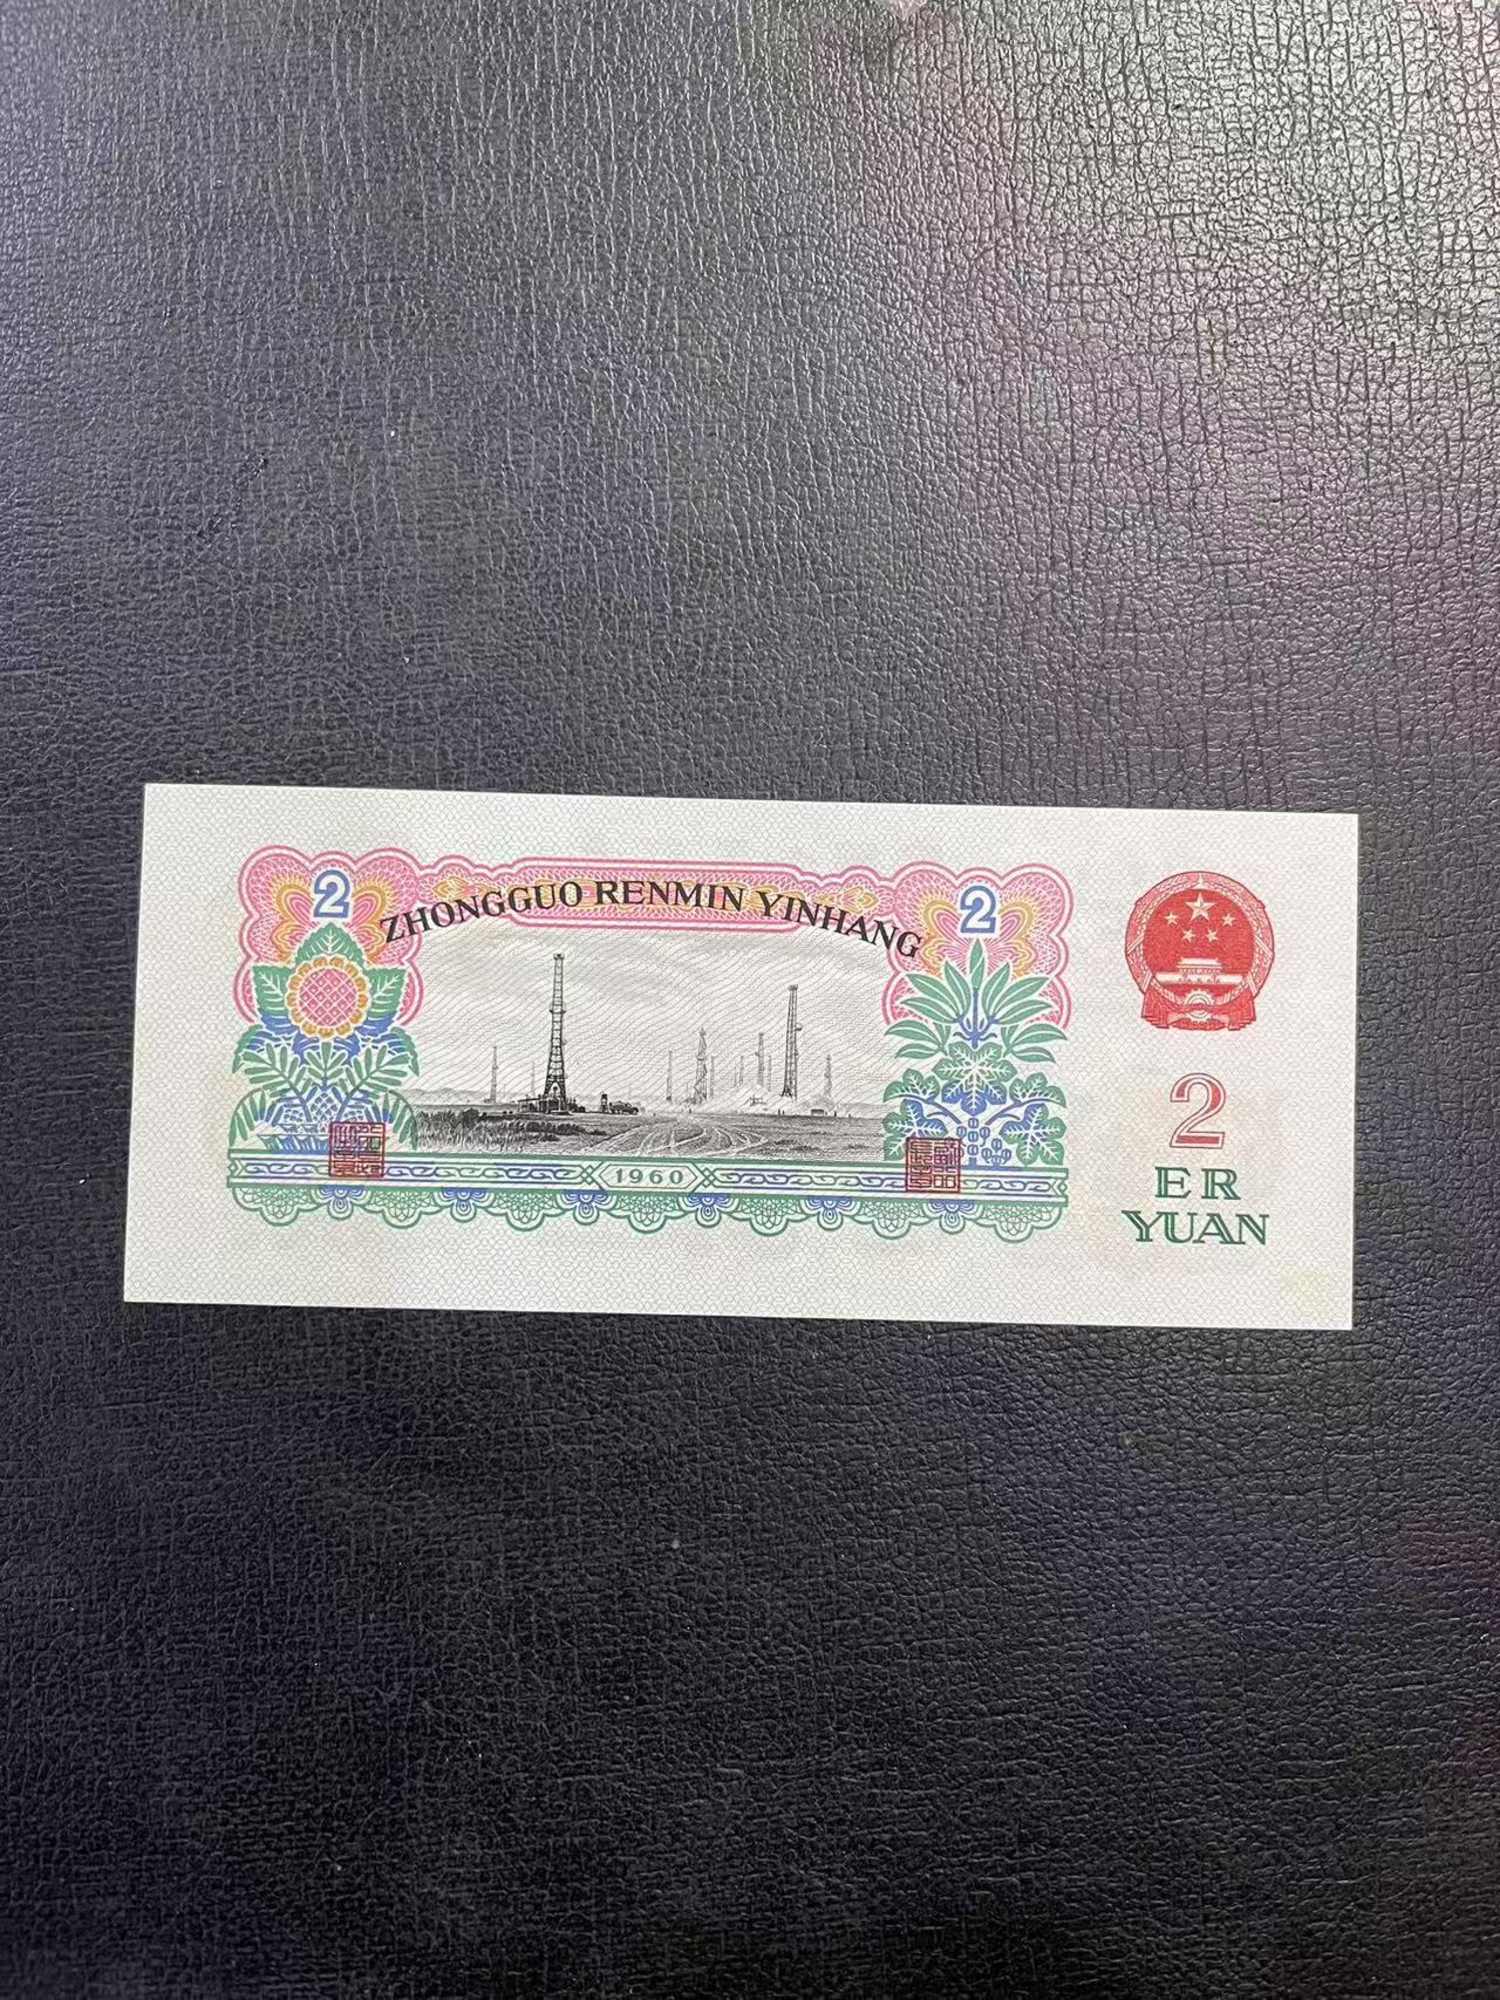 2
2
ZHONGGUO RENMIN YINHANG
1960
2
ER
YUAN